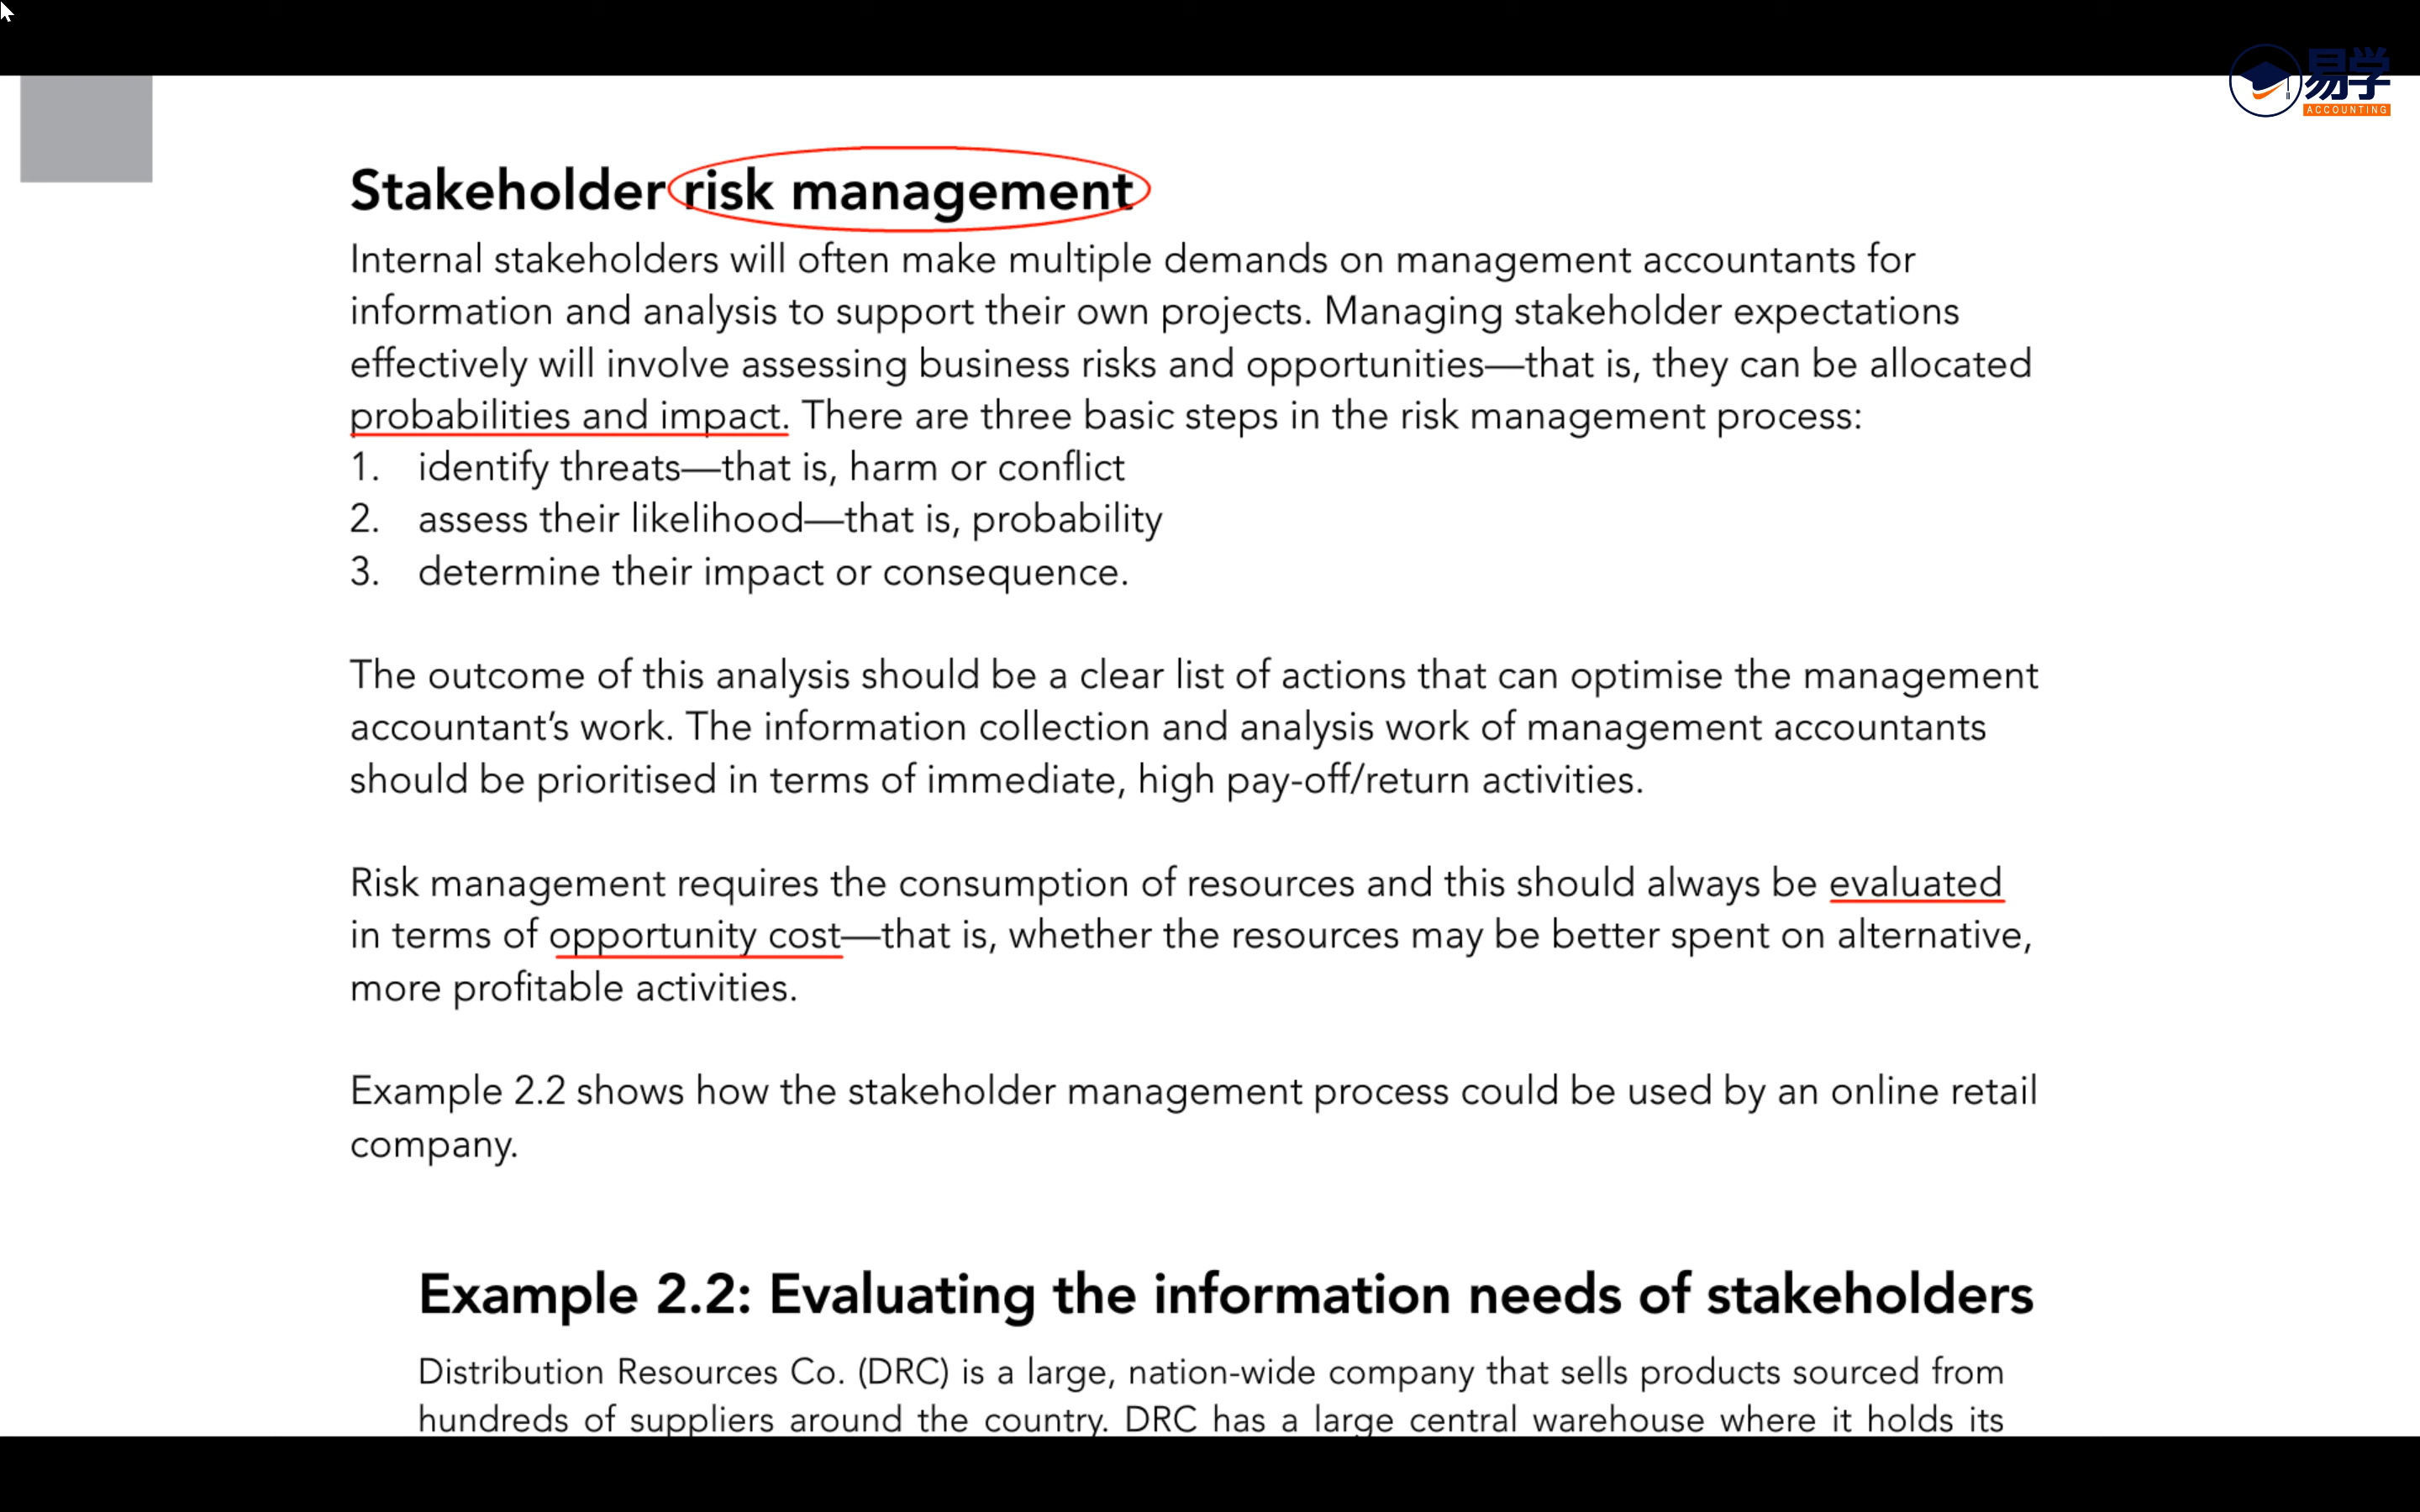 易学
ACCOUNTING
Stakeholder risk management
Internal stakeholders will often make multiple demands on management accountants for
information and analysis to support their own projects. Managing stakeholder expectations
effectively will involve assessing business risks and opportunities—that is, they can be allocated
probabilities and impact. There are three basic steps in the risk management process:
1. identify threats—that is, harm or conflict
2. assess their likelihood—that is, probability
3. determine their impact or consequence.
The outcome of this analysis should be a clear list of actions that can optimise the management
accountant’s work. The information collection and analysis work of management accountants
should be prioritised in terms of immediate, high pay-off/return activities.
Risk management requires the consumption of resources and this should always be evaluated
in terms of opportunity cost—that is, whether the resources may be better spent on alternative,
more profitable activities.
Example 2.2 shows how the stakeholder management process could be used by an online retail
company.
Example 2.2: Evaluating the information needs of stakeholders
Distribution Resources Co. (DRC) is a large, nation-wide company that sells products sourced from
hundreds of suppliers around the country. DRC has a large central warehouse where it holds its